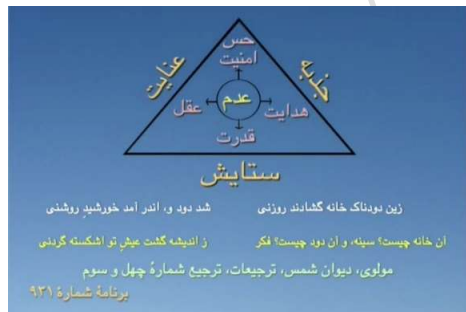 حس
امنیت
عنایت
جذبه
عقل
عدم
هدایت
قدرت
ستایش
زین دودناک خانه گشادند روزنی
شد دود و، اندر آمد خورشیدِ روشنی
آن خانه چیست؟ سینه، و آن دود چیست؟ فکر
ز اندیشه گشت عیشِ تو اشکسته گردنی
مولوی، دیوان شمس، ترجیعات، ترجیع شمارهٔ چهل و سوم
برنامهٔ شمارهٔ ۹۳۱